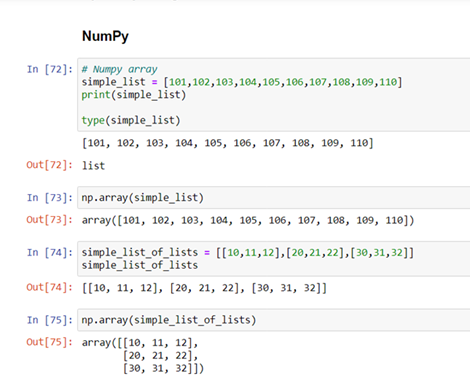 NumPy
In [72]: # Numpy array
simple_list = [101,102,103,104,105,106,107,108,109,110]
print(simple_list)
type(simple_list)
[101, 102, 103, 104, 105, 106, 107, 108, 109, 110]
Out[72]: list
In [73]: np.array(simple_list)
Out[73]: array([101, 102, 103, 104, 105, 106, 107, 108, 109, 110])
In [74]: simple_list_of_lists = [[10,11,12],[20,21,22],[30,31,32]]
simple_list_of_lists
Out[74]: [[10, 11, 12], [20, 21, 22], [30, 31, 32]]
In [75]: np.array(simple_list_of_lists)
Out[75]: array([[10, 11, 12],
[20, 21, 22],
[30, 31, 32]])